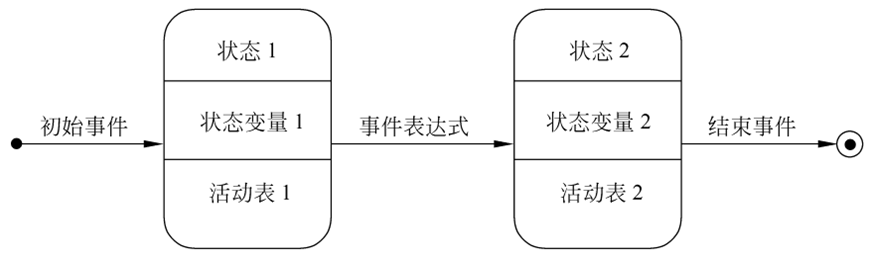 状态 1
状态 2
初始事件
状态变量 1
事件表达式
状态变量 2
结束事件
活动表 1
活动表 2